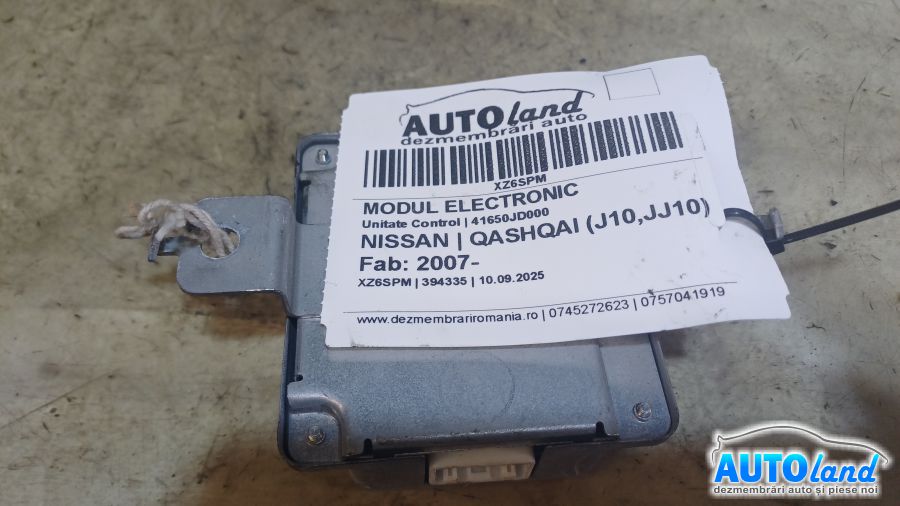 AUTOland
dezmembrări auto
XZ6SPM
MODUL ELECTRONIC
Unitate Control | 41650JD000
NISSAN | QASHQAI (J10,JJ10)
Fab: 2007-
XZ6SPM | 394335 | 10.09.2025
www.dezmembrariromania.ro | 0745272623 | 0757041919
AUTOland
dezmembrări auto și piese noi